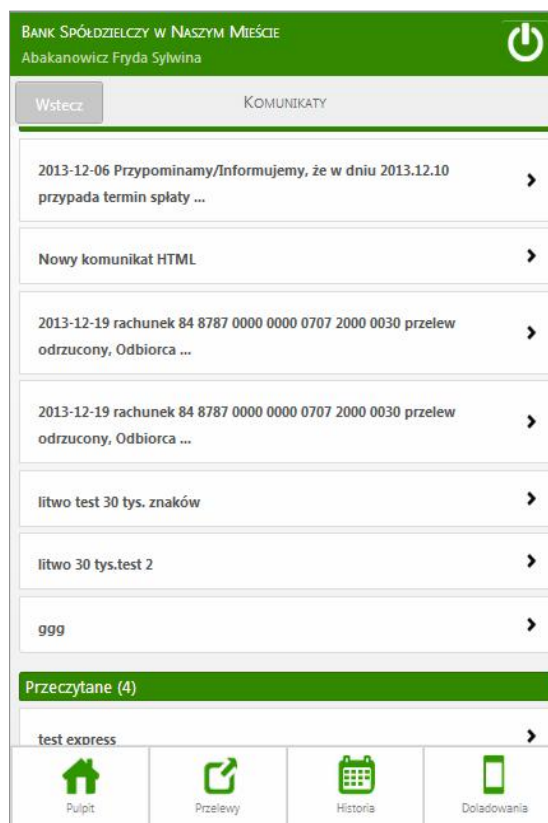 Bank Spółdzielczy w Naszym Mieście
Abakanowicz Fryda Sylwina
Wstecz
Komunikaty
2013-12-06 Przypominamy/Informujemy, że w dniu 2013.12.10
przypada termin spłaty ...
Nowy komunikat HTML
2013-12-19 rachunek 84 8787 0000 0000 0707 2000 0030 przelew
odrzucony, Odbiorca ...
2013-12-19 rachunek 84 8787 0000 0000 0707 2000 0030 przelew
odrzucony, Odbiorca ...
litwo test 30 tys. znaków
litwo 30 tys.test 2
ggg
Przeczytane (4)
test express
Pulpit
Przelewy
Historia
Doładowania